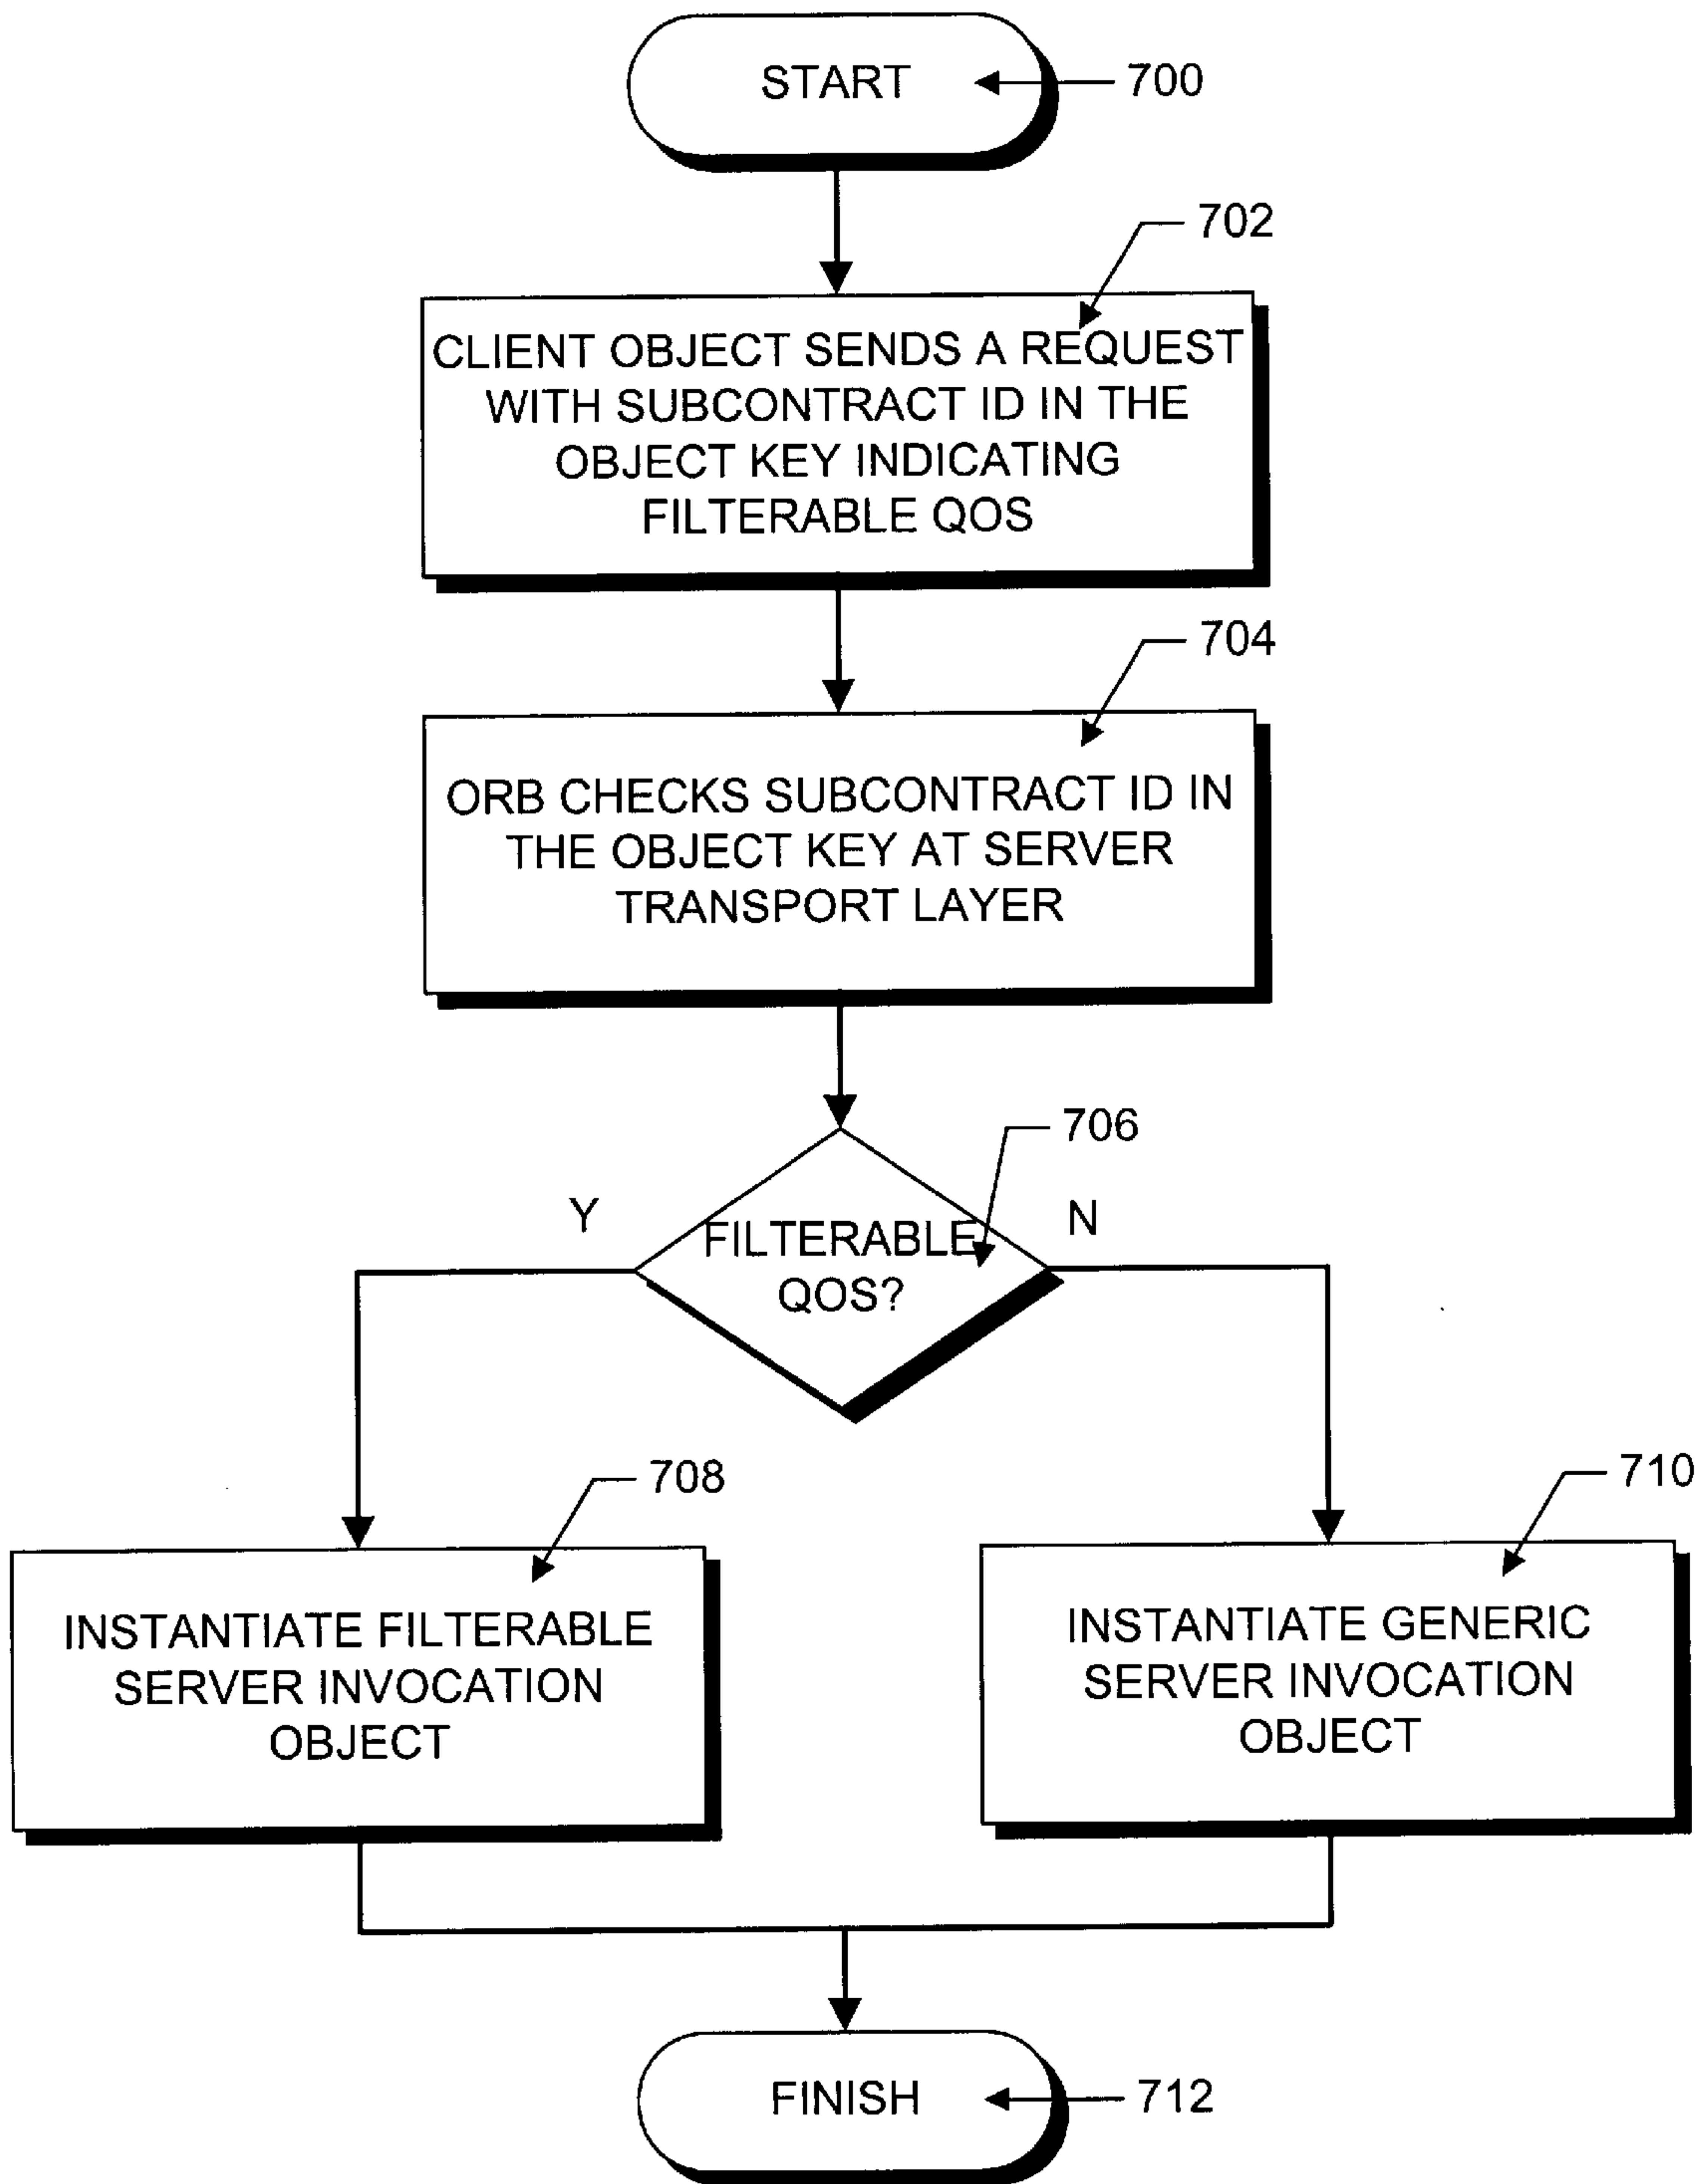 START
700
702
CLIENT OBJECT SENDS A REQUEST
WITH SUBCONTRACT ID IN THE
OBJECT KEY INDICATING
FILTERABLE QOS
704
ORB CHECKS SUBCONTRACT ID IN
THE OBJECT KEY AT SERVER
TRANSPORT LAYER
706
Y
N
FILTERABLE
QOS?
708
710
INSTANTIATE FILTERABLE
SERVER INVOCATION
OBJECT
INSTANTIATE GENERIC
SERVER INVOCATION
OBJECT
FINISH
712